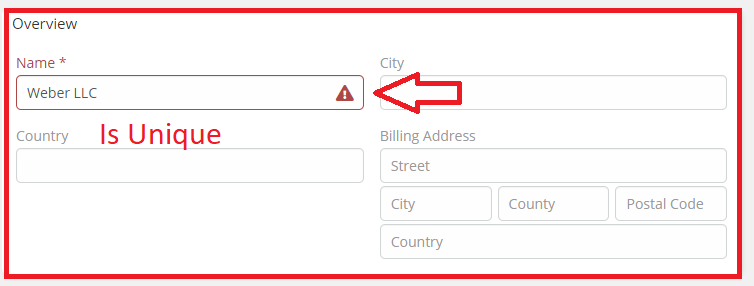 Overview
Name *
City
Weber LLC
Country
Is Unique
Billing Address
Street
City
County
Postal Code
Country